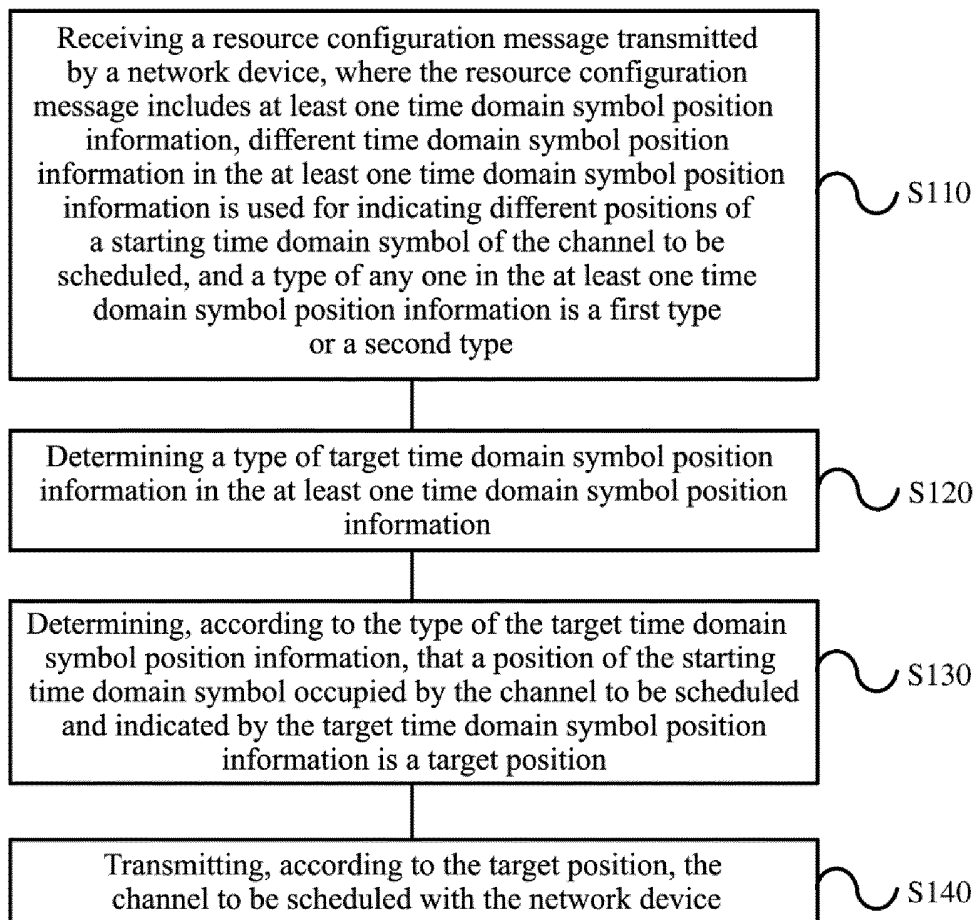 Receiving a resource configuration message transmitted
by a network device, where the resource configuration
message includes at least one time domain symbol position
information, different time domain symbol position
information in the at least one time domain symbol position
information is used for indicating different positions of
a starting time domain symbol of the channel to be
scheduled, and a type of any one in the at least one time
domain symbol position information is a first type
or a second type
S110
Determining a type of target time domain symbol position
information in the at least one time domain symbol position
information
S120
Determining, according to the type of the target time domain
symbol position information, that a position of the starting
time domain symbol occupied by the channel to be scheduled
and indicated by the target time domain symbol position
information is a target position
S130
Transmitting, according to the target position, the
channel to be scheduled with the network device
S140